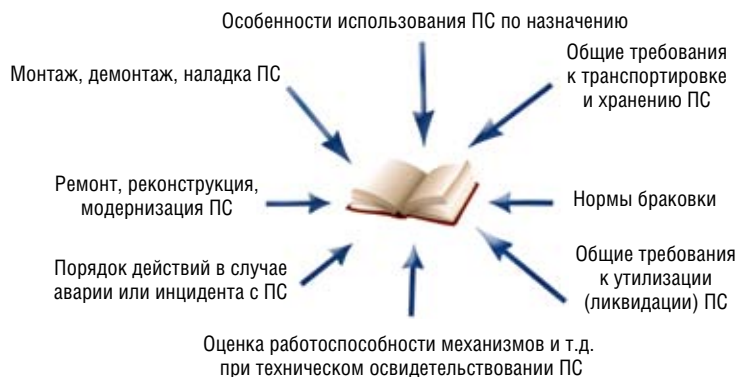 Особенности использования ПС по назначению
Монтаж, демонтаж, наладка ПС
Общие требования
к транспортировке
и хранению ПС
Ремонт, реконструкция,
модернизация ПС
Нормы браковки
Порядок действий в случае
аварии или инцидента с ПС
Общие требования
к утилизации
(ликвидации) ПС
Оценка работоспособности механизмов и т.д.
при техническом освидетельствовании ПС